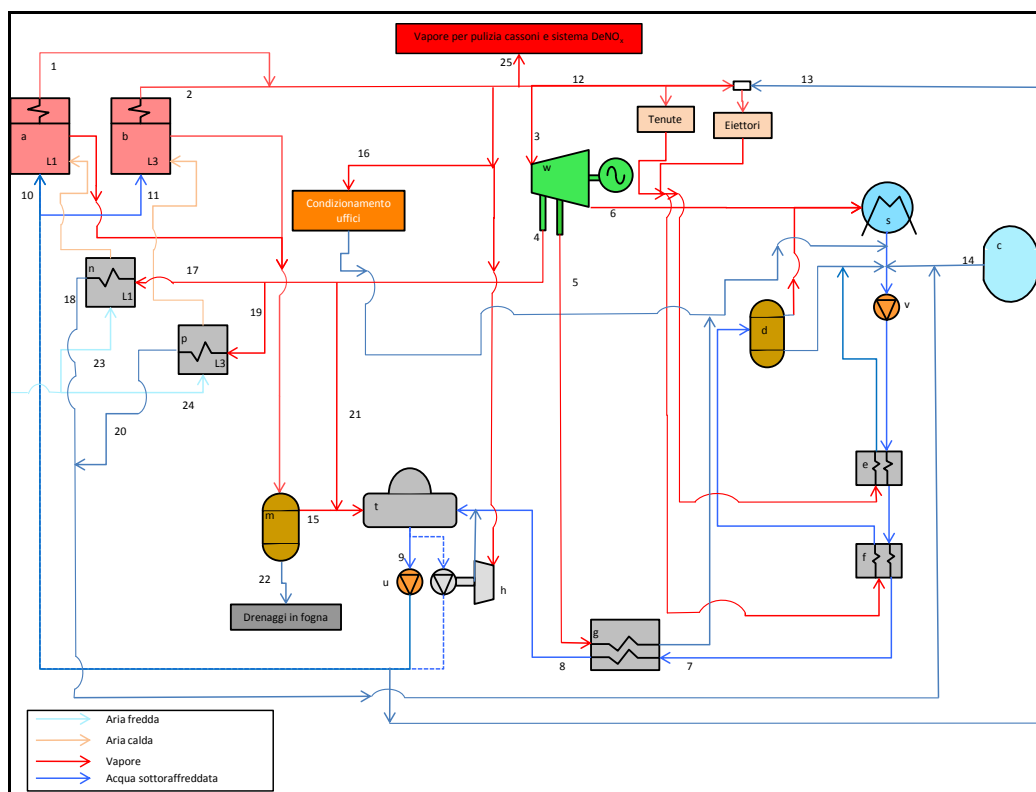 Vapore per pulizia cassoni e sistema DeNOx
1
25
2
12
13
a
b
Tenute
Eiettori
3
L1
L3
16
w
10
11
Condizionamento
uffici
6
s
4
c
5
14
n
17
18
L1
v
19
d
p
23
L3
24
20
21
e
m
15
t
f
9
22
u
h
Drenaggi in fogna
g
8
7
Aria fredda
Aria calda
Vapore
Acqua sottoraffreddata